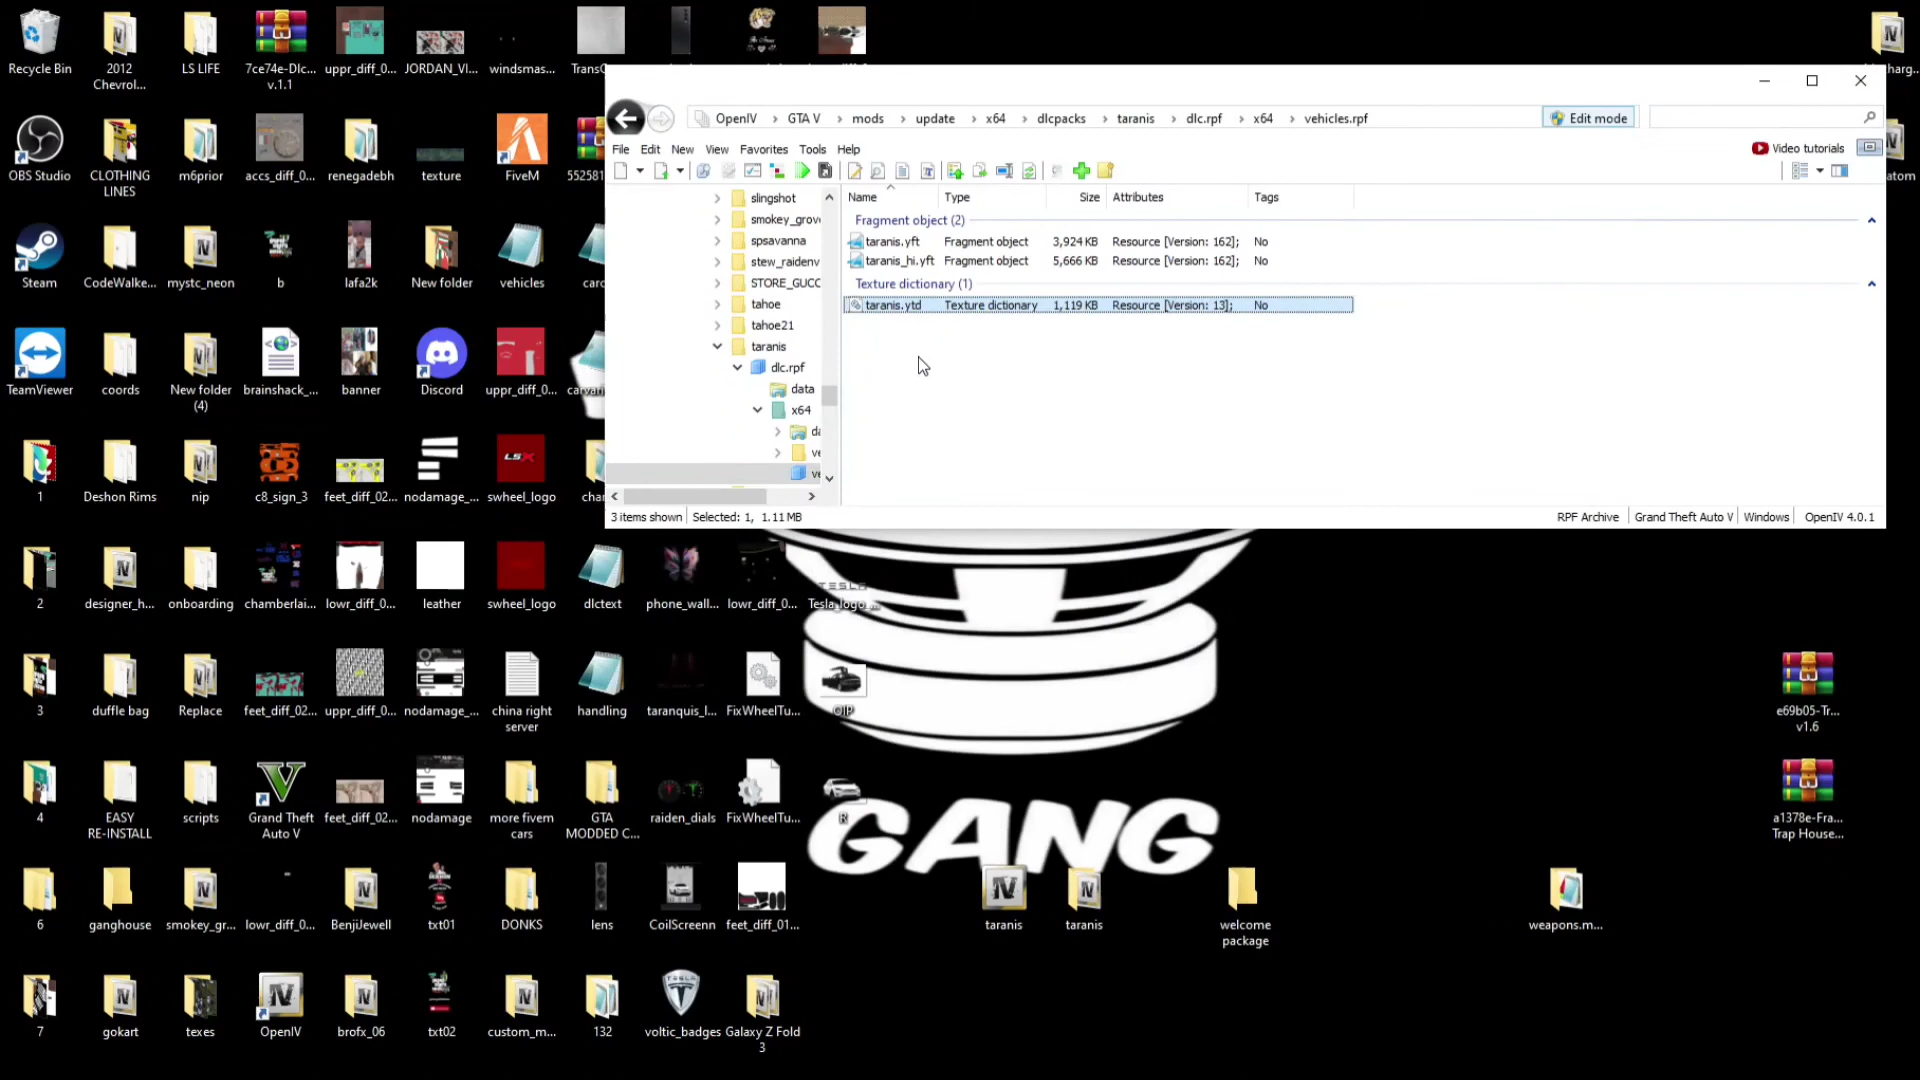 OpenIV › GTA V › mods › update › x64 › dlcpacks › taranis › dlc.rpf › x64 › vehicles.rpf
Edit mode
File Edit New View Favorites Tools Help
Video tutorials
slingshot
smokey_grov
spsavanna
stew_raidenv
STORE_GUCC
tahoe
tahoe21
taranis
dlc.rpf
data
x64
da
ve
ve
Name Type Size Attributes Tags
Fragment object (2)
taranis.yft Fragment object 3,924 KB Resource [Version: 162]; No
taranis_hi.yft Fragment object 5,666 KB Resource [Version: 162]; No
Texture dictionary (1)
taranis.ytd Texture dictionary 1,119 KB Resource [Version: 13]; No
3 items shown Selected: 1, 1.11 MB
RPF Archive Grand Theft Auto V Windows OpenIV 4.0.1
Recycle Bin
2012
Chevrol...
LS LIFE
7ce74e-Dlc...
v.1.1
uppr_diff_0...
JORDAN_VI...
windsmas...
OBS Studio
CLOTHING
LINES
m6prior
accs_diff_0...
renegadebh
texture
FiveM
Steam
CodeWalke...
mystc_neon
b
lafa2k
New folder
vehicles
TeamViewer
coords
New folder
(4)
brainshack_...
banner
Discord
uppr_diff_0...
1
Deshon Rims
nip
c8_sign_3
feet_diff_02...
nodamage_...
swheel_logo
2
designer_h...
onboarding
chamberlai...
lowr_diff_0...
leather
swheel_logo
dlctext
phone_wall...
lowr_diff_0...
Tesla_logo_...
3
duffle bag
Replace
feet_diff_02...
uppr_diff_0...
nodamage_...
china right
server
handling
taranquis_l...
FixWheelTu...
4
EASY
RE-INSTALL
scripts
Grand Theft
Auto V
feet_diff_02...
nodamage
more fivem
cars
GTA
MODDED C...
raiden_dials
FixWheelTu...
R
6
ganghouse
smokey_gr...
lowr_diff_0...
BenjiJewell
txt01
DONKS
lens
CoilScreenn
feet_diff_01...
7
gokart
texes
OpenIV
brofx_06
txt02
custom_m...
132
voltic_badges
Galaxy Z Fold
3
GANG
taranis
taranis
welcome
package
weapons.m...
e69b05-Tr...
v1.6
a1378e-Fra...
Trap House...